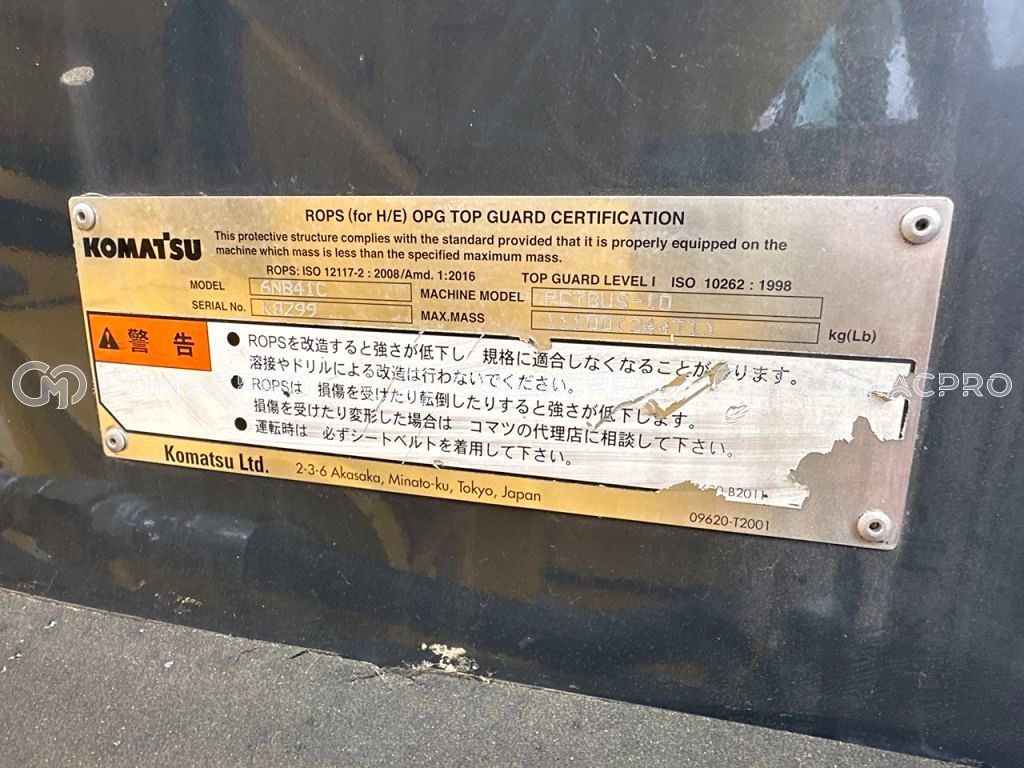 ROPS (for H/E) OPG TOP GUARD CERTIFICATION
KOMATSU
This protective structure complies with the standard provided that it is properly equipped on the
machine which mass is less than the specified maximum mass.
ROPS: ISO 12117-2 : 2008/Amd. 1:2016 TOP GUARD LEVEL I ISO 10262 : 1998
MODEL 6NB41C MACHINE MODEL PC78US-10
SERIAL No. K8Z99 MAX.MASS 11100(24471) kg(Lb)
警告
● ROPSを改造すると強さが低下し 規格に適合しなくなることがあります。
溶接やドリルによる改造は行わないでください。
● ROPSは 損傷を受けたり転倒したりすると強さが低下します。
損傷を受けたり変形した場合は コマツの代理店に相談して下さい。
● 運転時は 必ずシートベルトを着用して下さい。
Komatsu Ltd. 2-3-6 Akasaka, Minato-ku, Tokyo, Japan
09620-T2001